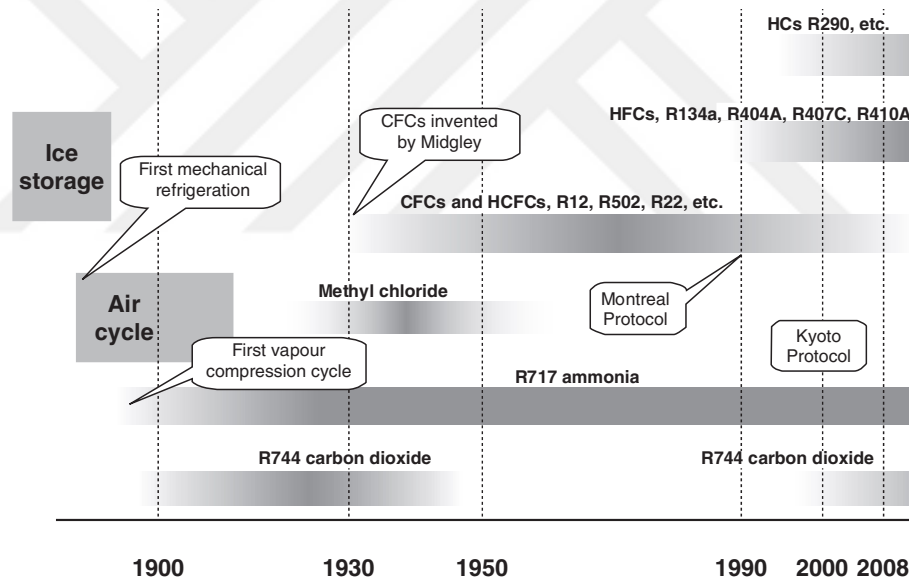 HCs R290, etc.
HFCs, R134a, R404A, R407C, R410A
CFCs invented
by Midgley
Ice
storage
First mechanical
refrigeration
CFCs and HCFCs, R12, R502, R22, etc.
Methyl chloride
Air
cycle
Montreal
Protocol
Kyoto
Protocol
First vapour
compression cycle
R717 ammonia
R744 carbon dioxide
R744 carbon dioxide
1900
1930
1950
1990
2000
2008